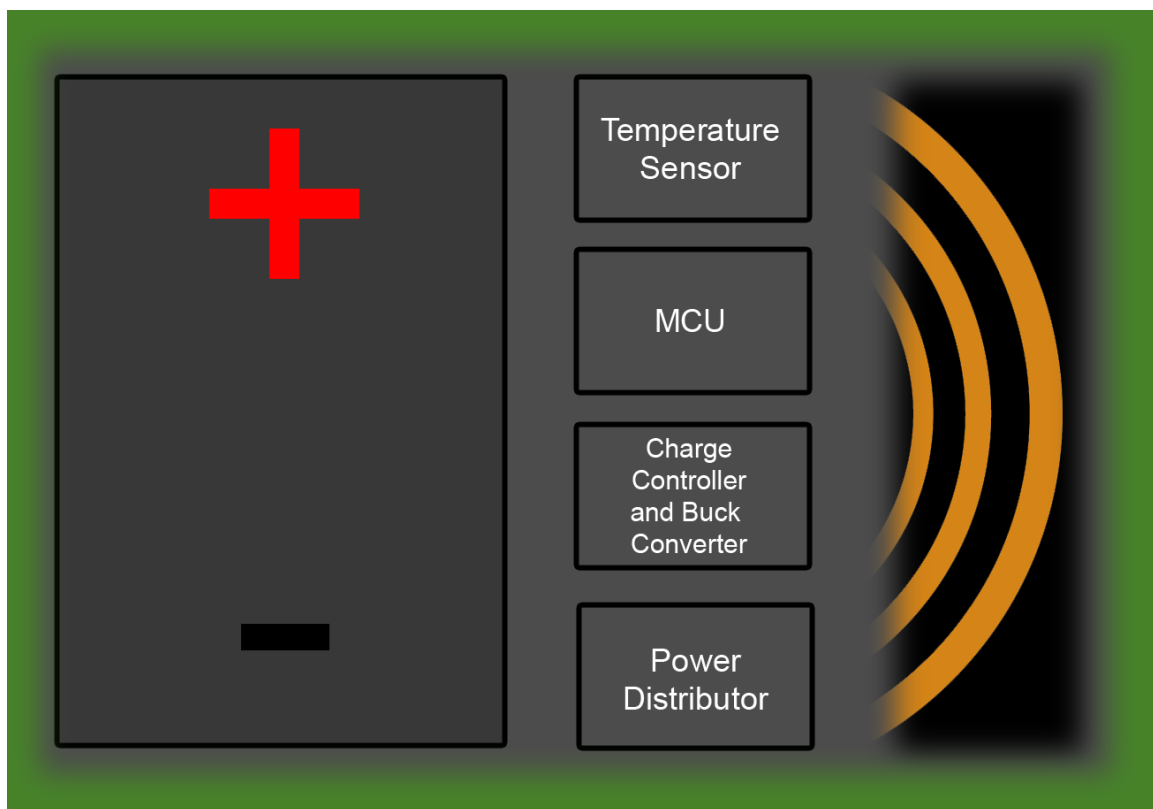 Temperature
Sensor
MCU
Charge
Controller
and Buck
Converter
Power
Distributor